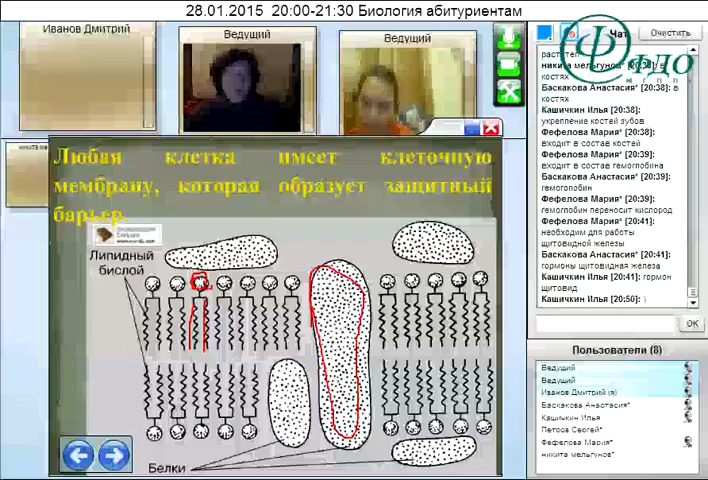 28.01.2015 20:00-21:30 Биология абитуриентам
Иванов Дмитрий
Ведущий
Ведущий
Любая клетка имеет клеточную
мембрану, которая образует защитный
барьер.
Липидный
бислой
Белки
Чат
Очистить
Фидо
никита мельгунов* [20:38]: в
костях
Баскакова Анастасия* [20:38]: в
костях
Кашичкин Илья [20:38]:
укрепление костей зубов
Фефелова Мария* [20:38]:
входит в состав костей
Фефелова Мария* [20:39]:
входит в состав гемоглобина
Баскакова Анастасия* [20:39]:
гемогопобин
Фефелова Мария* [20:39]:
гемоглпобин переносит кислород
Фефелова Мария* [20:41]:
необходим для работы
щитовидной железы
Баскакова Анастасия* [20:41]:
гормоны щитовидная железа
Кашичкин Илья [20:41]: гормон
щитовид
Кашичкин Илья [20:50]: )
OK
Пользователи (8)
Ведущий
Ведущий
Иванов Дмитрий (я)
Баскакова Анастасия*
Кашичкин Илья
Петров Сергей*
Фефелова Мария*
никита мельгунов*